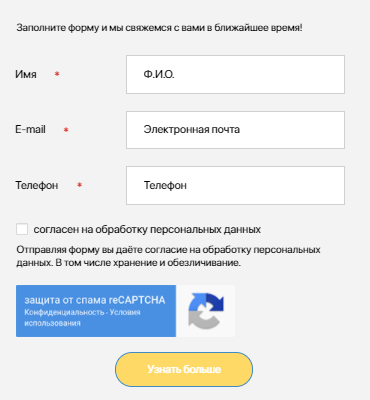 Заполните форму и мы свяжемся с вами в ближайшее время!
Имя * Ф.И.О.
E-mail * Электронная почта
Телефон * Телефон
согласен на обработку персональных данных
Отправляя форму вы даёте согласие на обработку персональных
данных. В том числе хранение и обезличивание.
защита от спама reCAPTCHA
Конфиденциальность - Условия
использования
Узнать больше